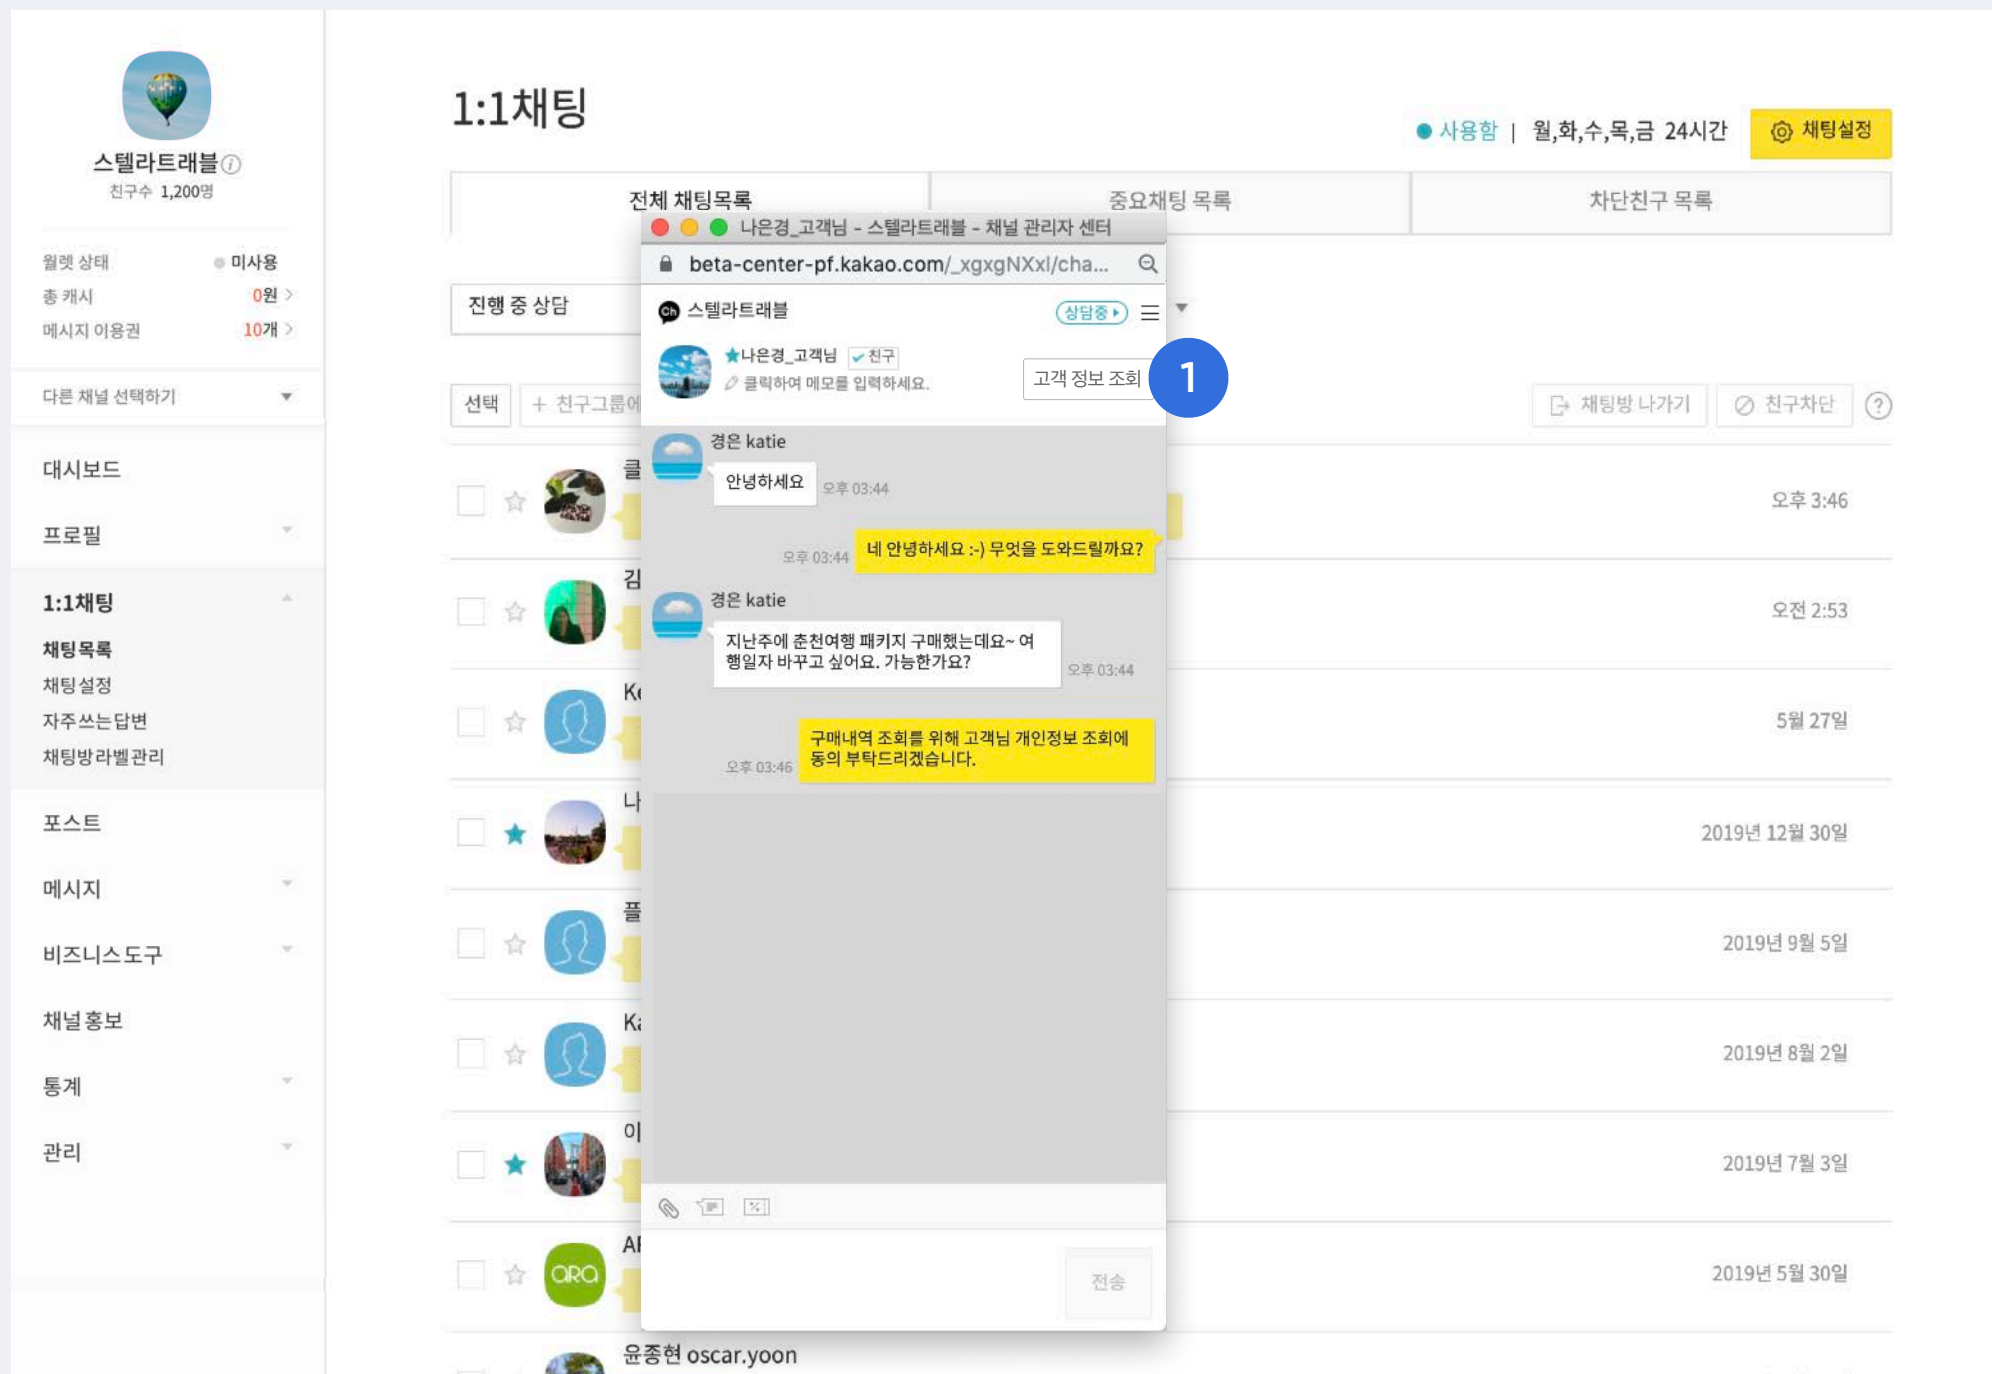 스텔라트래블
친구수 1,200명
월렛 상태 미사용
총 캐시 0원 >
메시지 이용권 10개 >
다른 채널 선택하기
대시보드
프로필
1:1채팅
채팅목록
채팅설정
자주쓰는답변
채팅방라벨관리
포스트
메시지
비즈니스도구
채널홍보
통계
관리
1:1채팅
사용함 | 월,화,수,목,금 24시간
채팅설정
전체 채팅목록
중요채팅 목록
차단친구 목록
진행 중 상담
선택
+ 친구그룹에
채팅방 나가기
친구차단
?
클
오후 3:46
김
오전 2:53
Ke
5월 27일
나
2019년 12월 30일
플
2019년 9월 5일
Ka
2019년 8월 2일
이
2019년 7월 3일
ara
2019년 5월 30일
윤종현 oscar.yoon
나은경_고객님 – 스텔라트래블 – 채널 관리자 센터
beta-center-pf.kakao.com/_xgxgNXxl/cha...
Ch 스텔라트래블
상담중
★나은경_고객님 친구
클릭하여 메모를 입력하세요.
고객 정보 조회
1
경은 katie
안녕하세요
오후 03:44
네 안녕하세요 :-) 무엇을 도와드릴까요?
오후 03:44
경은 katie
지난주에 춘천여행 패키지 구매했는데요~ 여
행일자 바꾸고 싶어요. 가능한가요?
오후 03:44
구매내역 조회를 위해 고객님 개인정보 조회에
동의 부탁드리겠습니다.
오후 03:46
전송